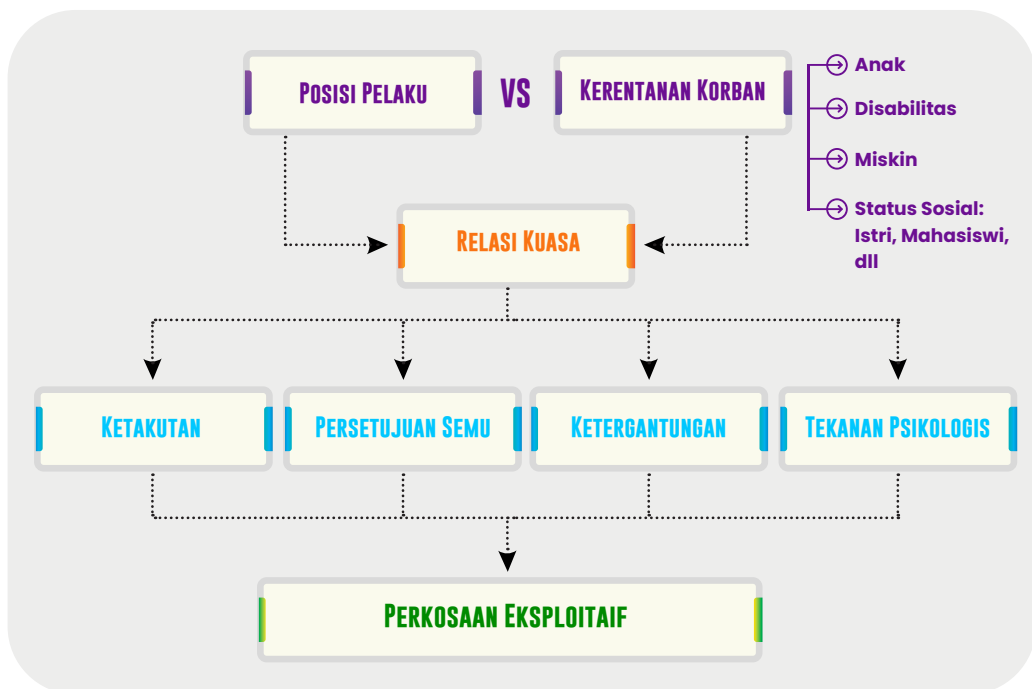 POSISI PELAKU
VS
KERENTANAN KORBAN
Anak
Disabilitas
Miskin
Status Sosial:
Istri, Mahasiswi,
dll
RELASI KUASA
KETAKUTAN
PERSETUJUAN SEMU
KETERGANTUNGAN
TEKANAN PSIKOLOGIS
PERKOSAAN EKSPLOITAIF